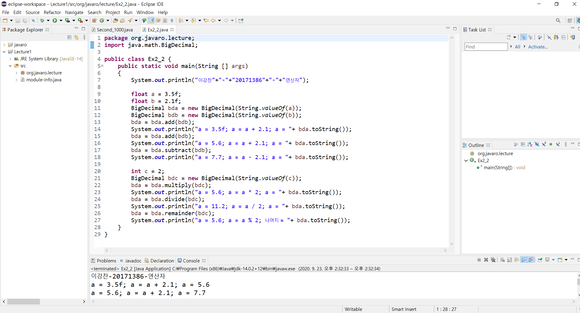 eclipse-workspace - Lecture1/src/org/javaro/lecture/Ex2_2.java - Eclipse IDE
File Edit Source Refactor Navigate Search Project Run Window Help
Package Explorer
javaro
Lecture1
JRE System Library [JavaSE-14]
src
org.javaro.lecture
module-info.java
Second_1000.java
Ex2_2.java
1 package org.javaro.lecture;
2 import java.math.BigDecimal;
3
4 public class Ex2_2 {
5 public static void main(String [] args)
6 {
7 System.out.println("이강찬"+"-"+"20171386"+"-"+"연산자");
8
9 float a = 3.5f;
10 float b = 2.1f;
11 BigDecimal bda = new BigDecimal(String.valueOf(a));
12 BigDecimal bdb = new BigDecimal(String.valueOf(b));
13 bda = bda.add(bdb);
14 System.out.println("a = 3.5f; a = a + 2.1; a = "+ bda.toString());
15 bda = bda.add(bdb);
16 System.out.println("a = 5.6; a = a + 2.1; a = "+ bda.toString());
17 bda = bda.subtract(bdb);
18 System.out.println("a = 7.7; a = a - 2.1; a = "+ bda.toString());
19
20 int c = 2;
21 BigDecimal bdc = new BigDecimal(String.valueOf(c));
22 bda = bda.multiply(bdc);
23 System.out.println("a = 5.6; a = a * 2; a = "+ bda.toString());
24 bda = bda.divide(bdc);
25 System.out.println("a = 11.2; a = a / 2; a = "+ bda.toString());
26 bda = bda.remainder(bdc);
27 System.out.println("a = 5.6; a = a % 2; 나머지 = "+ bda.toString());
28 }
29 }
Task List
Find
All
Activate...
Outline
org.javaro.lecture
Ex2_2
main(String[]) : void
Problems Javadoc Declaration Console
<terminated> Ex2_2 [Java Application] C:\Program Files\Java\jdk-14.0.2+12\bin\javaw.exe (2020. 9. 23. 오후 2:32:33 – 오후 2:32:34)
이강찬-20171386-연산자
a = 3.5f; a = a + 2.1; a = 5.6
a = 5.6; a = a + 2.1; a = 7.7
Writable
Smart Insert
1 : 28 : 27